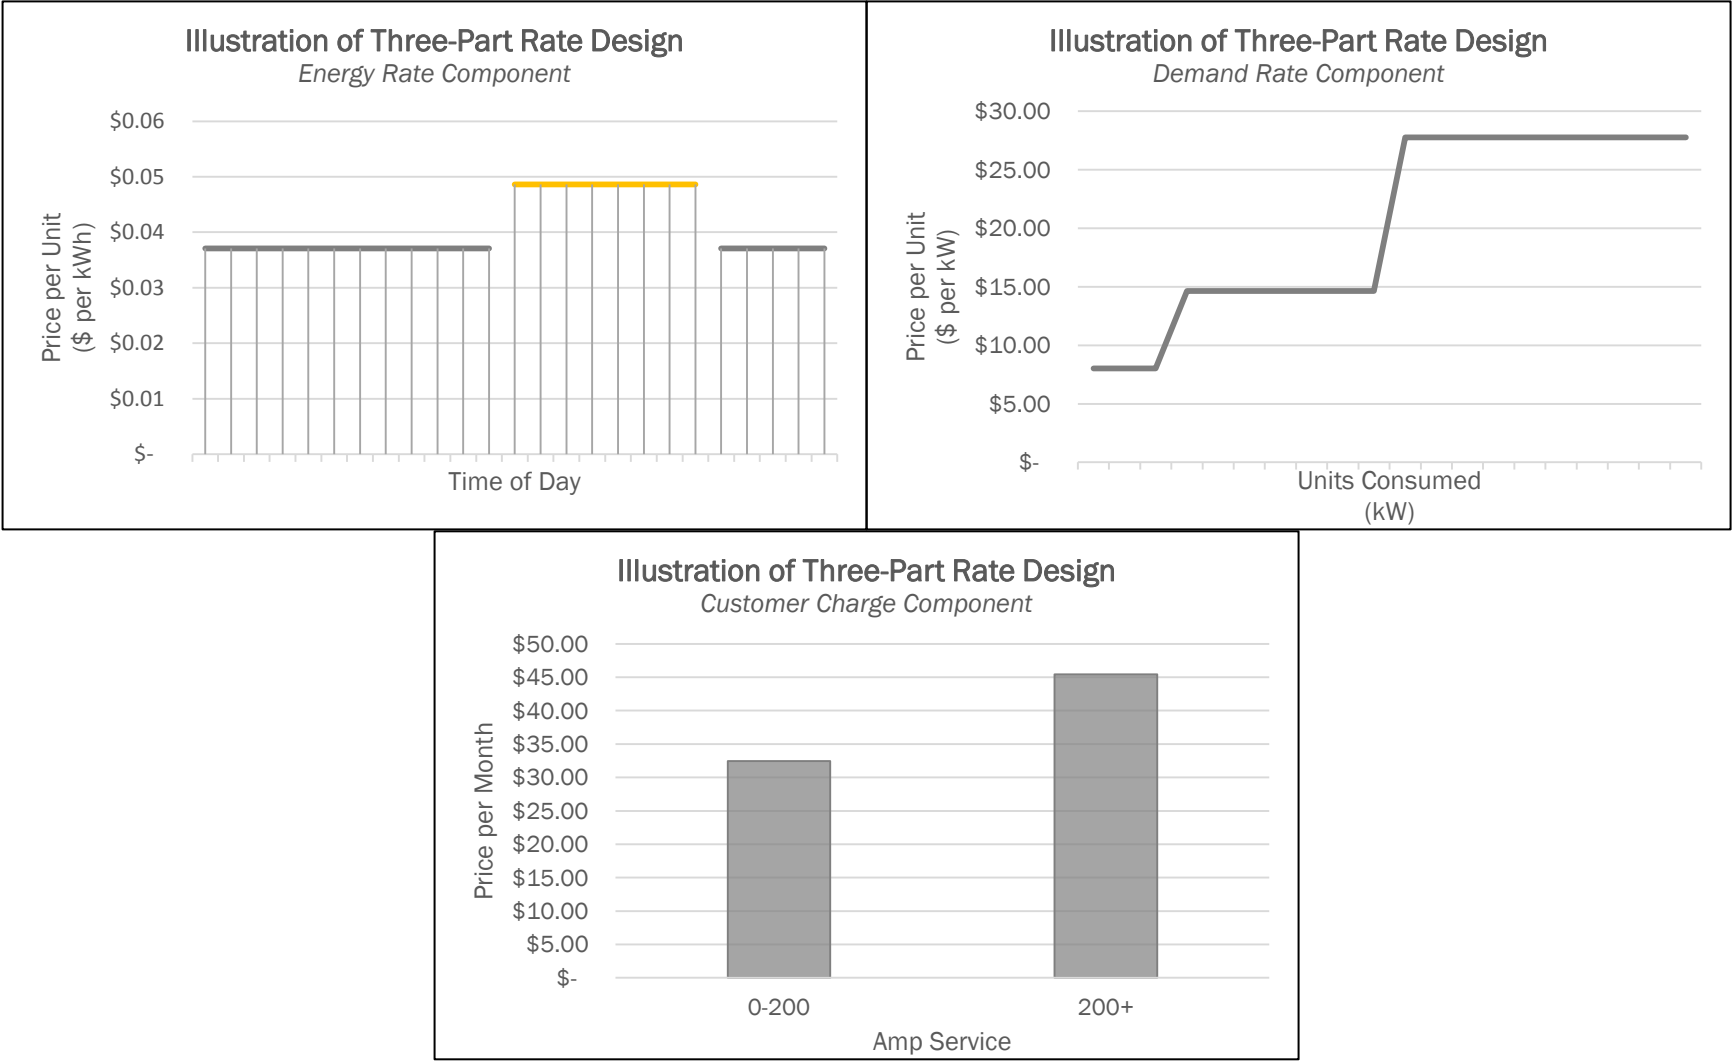 Illustration of Three-Part Rate Design
Energy Rate Component
$0.06
$0.05
$0.04
$0.03
$0.02
$0.01
$-
Price per Unit
($ per kWh)
Time of Day
Illustration of Three-Part Rate Design
Demand Rate Component
$30.00
$25.00
$20.00
$15.00
$10.00
$5.00
$-
Price per Unit
($ per kW)
Units Consumed
(kW)
Illustration of Three-Part Rate Design
Customer Charge Component
$50.00
$45.00
$40.00
$35.00
$30.00
$25.00
$20.00
$15.00
$10.00
$5.00
$-
Price per Month
0-200
200+
Amp Service